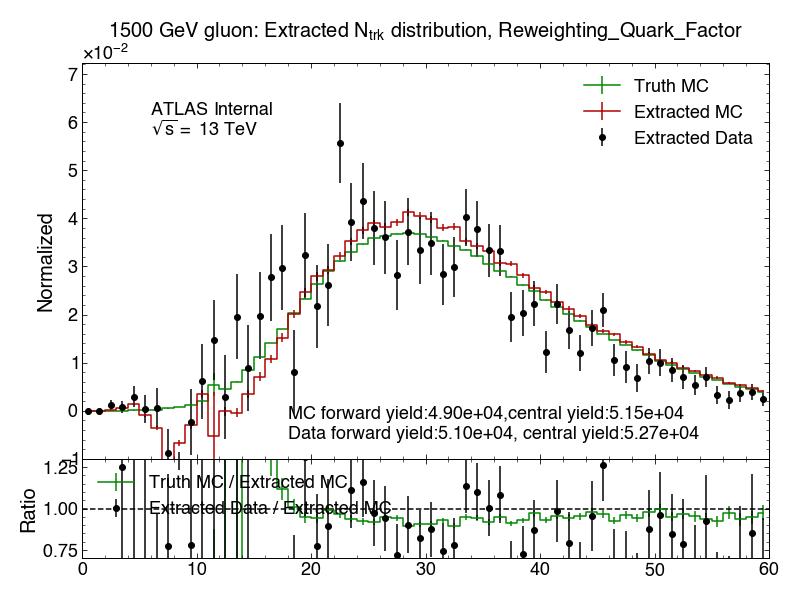 1500 GeV gluon: Extracted N_trk distribution, Reweighting_Quark_Factor
×10⁻²
7
6
5
4
3
2
1
0
-1
Normalized
ATLAS Internal
√s = 13 TeV
Truth MC
Extracted MC
Extracted Data
MC forward yield:4.90e+04,central yield:5.15e+04
Data forward yield:5.10e+04, central yield:5.27e+04
1.25
1.00
0.75
Ratio
Truth MC / Extracted MC
Extracted Data / Extracted MC
0 10 20 30 40 50 60